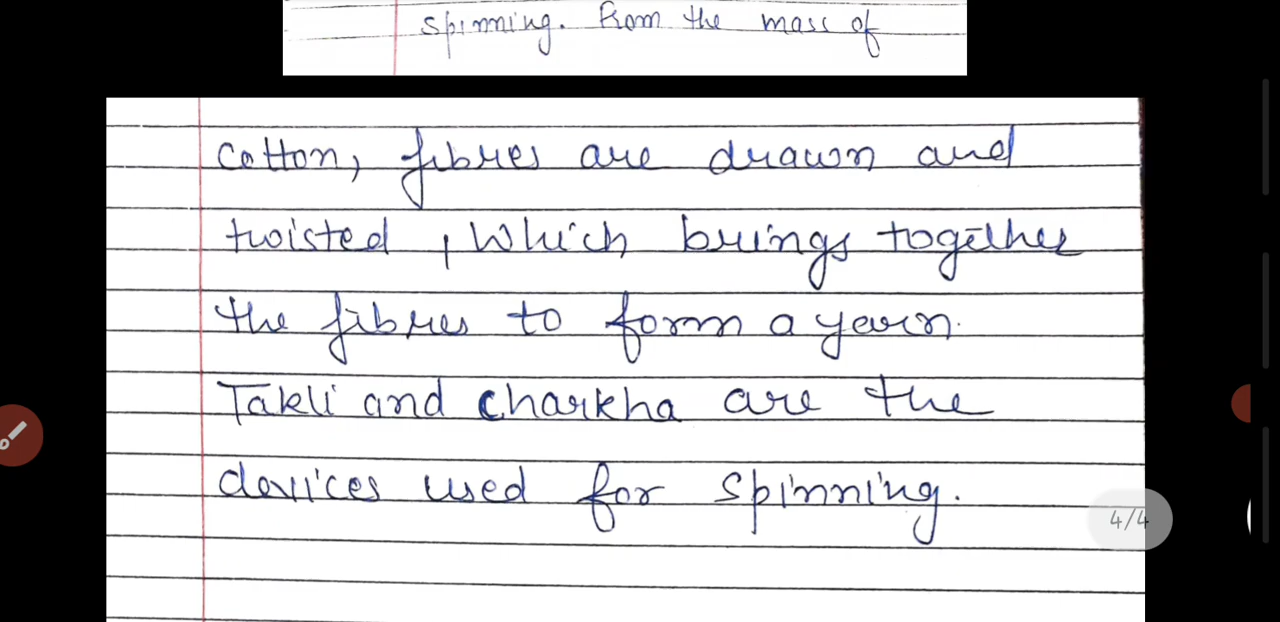 spinning. From the mass of
cotton, fibres are drawn and
twisted, which brings together
the fibres to form a yarn.
Takli and charkha are the
devices used for spinning.
4/4